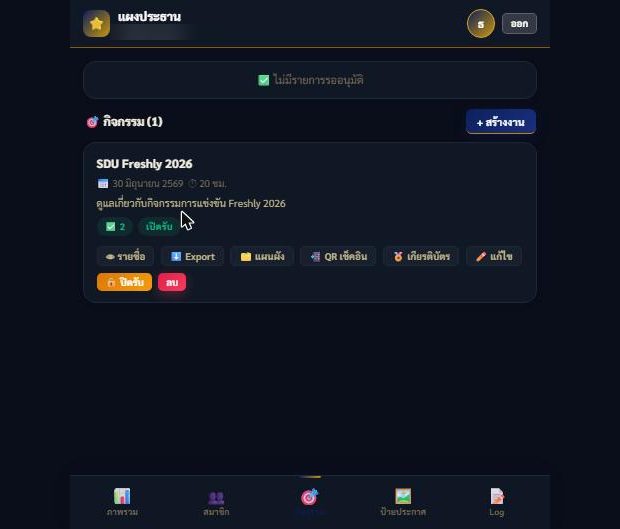 แผงประธาน
ธ
ออก
ไม่มีรายการรออนุมัติ
กิจกรรม (1)
+ สร้างงาน
SDU Freshly 2026
30 มิถุนายน 2569 20 ชม.
ดูแลเกี่ยวกับกิจกรรมการแข่งขัน Freshly 2026
2 เปิดรับ
รายชื่อ Export แผนผัง QR เช็คอิน เกียรติบัตร แก้ไข
ปิดรับ ลบ
ภาพรวม สมาชิก ป้ายประกาศ Log